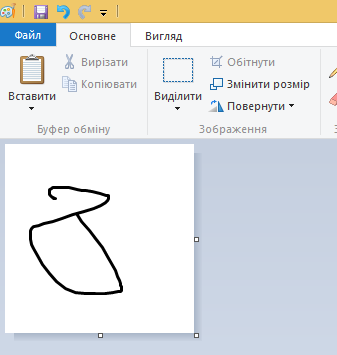 Файл Основне Вигляд
Вставити
Вирізати
Копіювати
Буфер обміну
Виділити
Обітнути
Змінити розмір
Повернути
Зображення